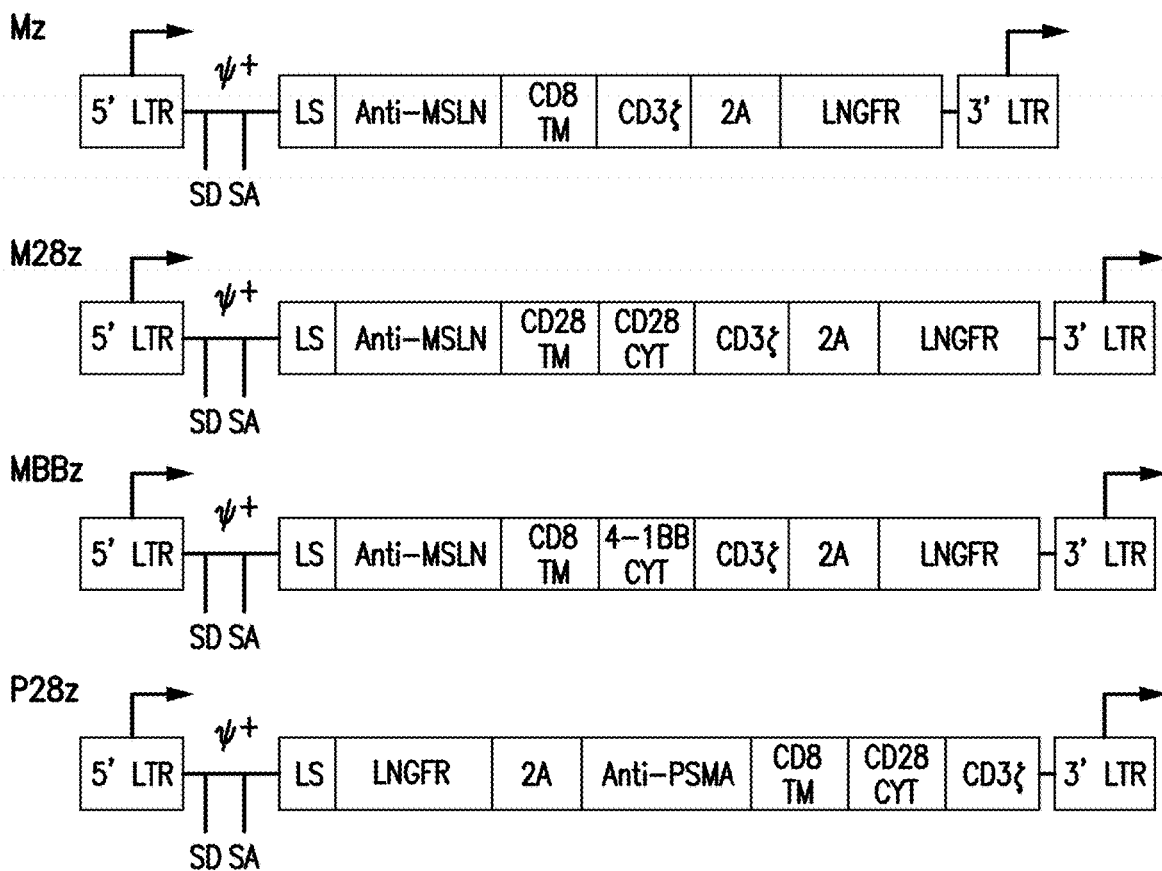 Mz
ψ+
5' LTR LS Anti-MSLN CD8 TM CD3ζ 2A LNGFR 3' LTR
SD SA
M28z
ψ+
5' LTR LS Anti-MSLN CD28 TM CD28 CYT CD3ζ 2A LNGFR 3' LTR
SD SA
MBBz
ψ+
5' LTR LS Anti-MSLN CD8 TM 4-1BB CYT CD3ζ 2A LNGFR 3' LTR
SD SA
P28z
ψ+
5' LTR LS LNGFR 2A Anti-PSMA CD8 TM CD28 CYT CD3ζ 3' LTR
SD SA